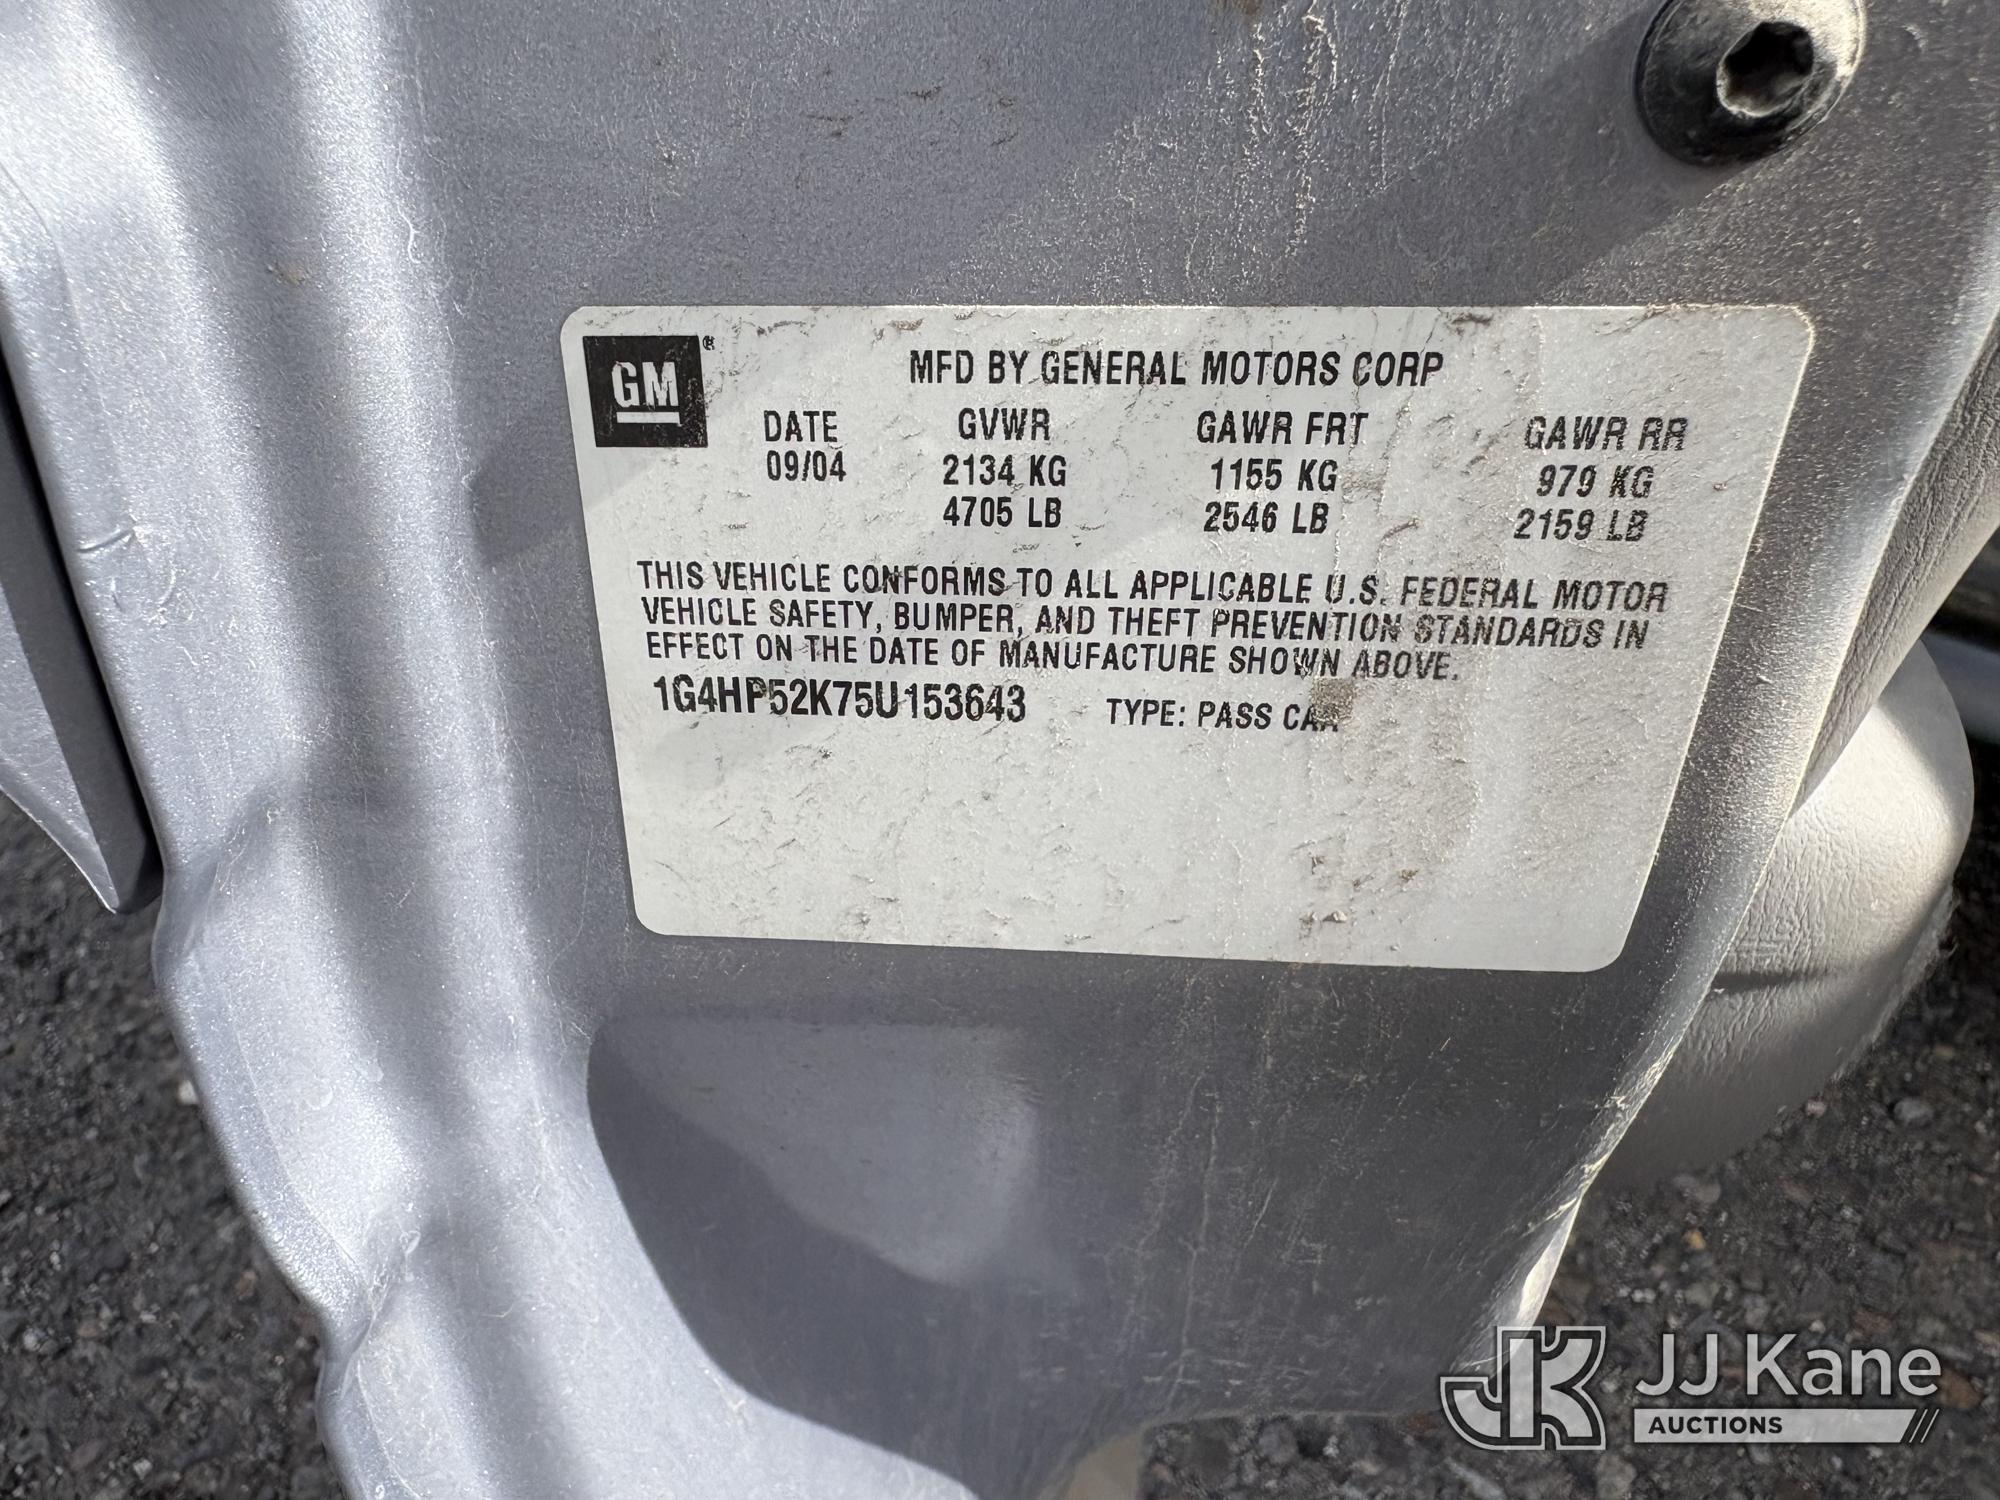 GM
MFD BY GENERAL MOTORS CORP
DATE GVWR GAWR FRT GAWR RR
09/04 2134 KG 1155 KG 979 KG
4705 LB 2546 LB 2159 LB
THIS VEHICLE CONFORMS TO ALL APPLICABLE U.S. FEDERAL MOTOR
VEHICLE SAFETY, BUMPER, AND THEFT PREVENTION STANDARDS IN
EFFECT ON THE DATE OF MANUFACTURE SHOWN ABOVE.
1G4HP52K75U153643 TYPE: PASS CAR
JK JJ Kane
AUCTIONS